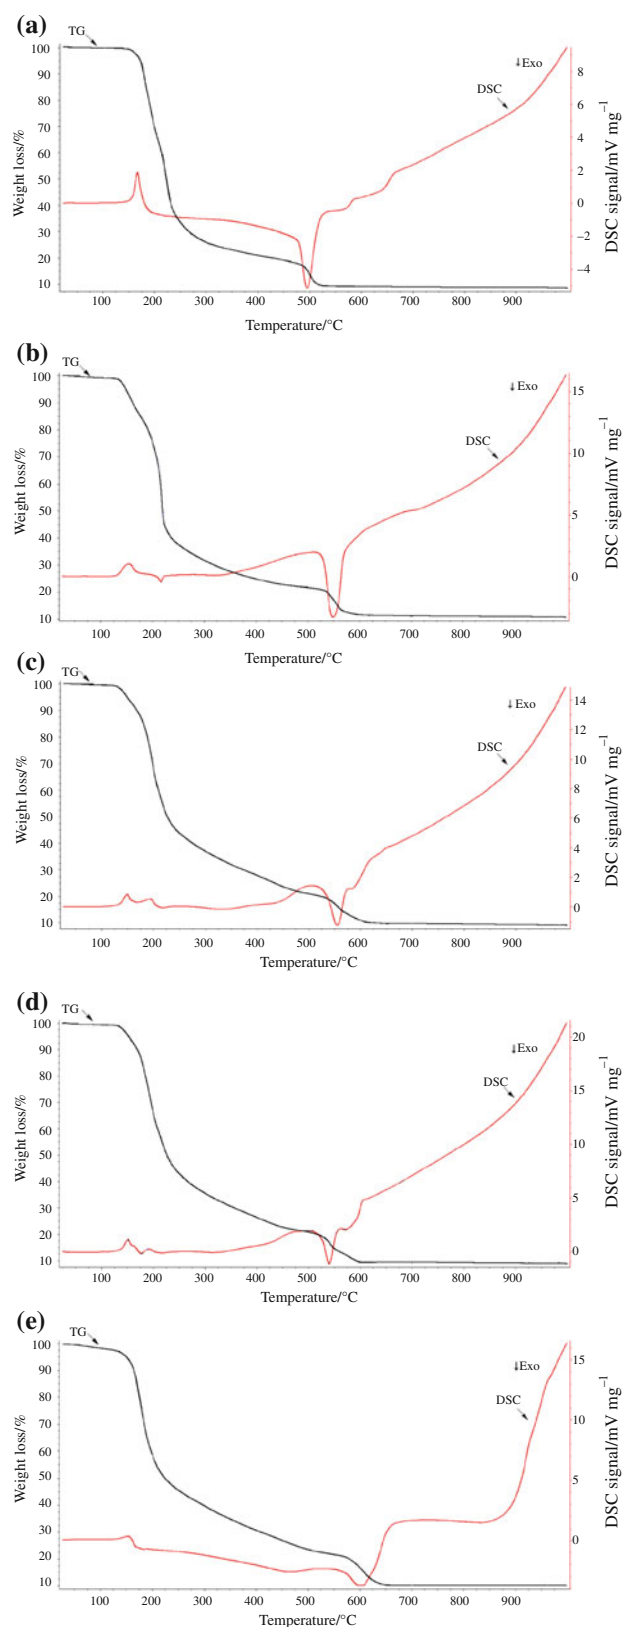 (a)
TG
100
90
80
70
60
50
40
30
20
10
Weight loss/%
↓Exo
DSC
8
6
4
2
0
−2
−4
DSC signal/mV mg⁻¹
100 200 300 400 500 600 700 800 900
Temperature/°C
(b)
TG
100
90
80
70
60
50
40
30
20
10
Weight loss/%
↓Exo
DSC
15
10
5
0
DSC signal/mV mg⁻¹
100 200 300 400 500 600 700 800 900
Temperature/°C
(c)
TG
100
90
80
70
60
50
40
30
20
10
Weight loss/%
↓Exo
DSC
14
12
10
8
6
4
2
0
DSC signal/mV mg⁻¹
100 200 300 400 500 600 700 800 900
Temperature/°C
(d)
TG
100
90
80
70
60
50
40
30
20
10
Weight loss/%
↓Exo
DSC
20
15
10
5
0
DSC signal/mV mg⁻¹
100 200 300 400 500 600 700 800 900
Temperature/°C
(e)
TG
100
90
80
70
60
50
40
30
20
10
Weight loss/%
↓Exo
DSC
15
10
5
0
DSC signal/mV mg⁻¹
100 200 300 400 500 600 700 800 900
Temperature/°C